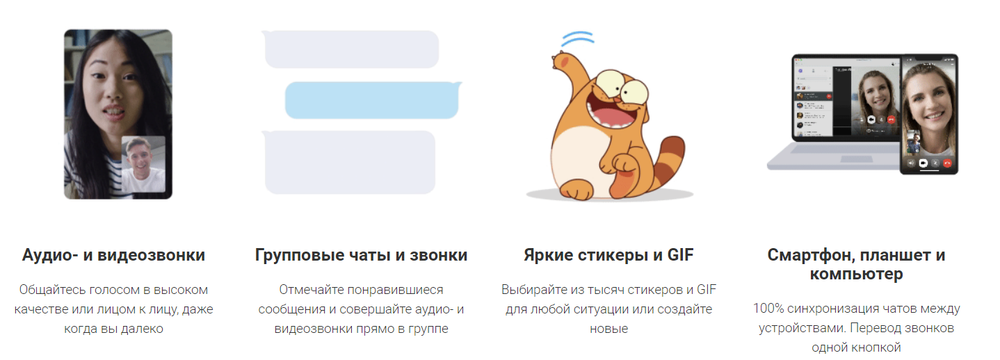 Аудио- и видеозвонки
Общайтесь голосом в высоком
качестве или лицом к лицу, даже
когда вы далеко
Групповые чаты и звонки
Отмечайте понравившиеся
сообщения и совершайте аудио- и
видеозвонки прямо в группе
Яркие стикеры и GIF
Выбирайте из тысяч стикеров и GIF
для любой ситуации или создайте
новые
Смартфон, планшет и
компьютер
100% синхронизация чатов между
устройствами. Перевод звонков
одной кнопкой